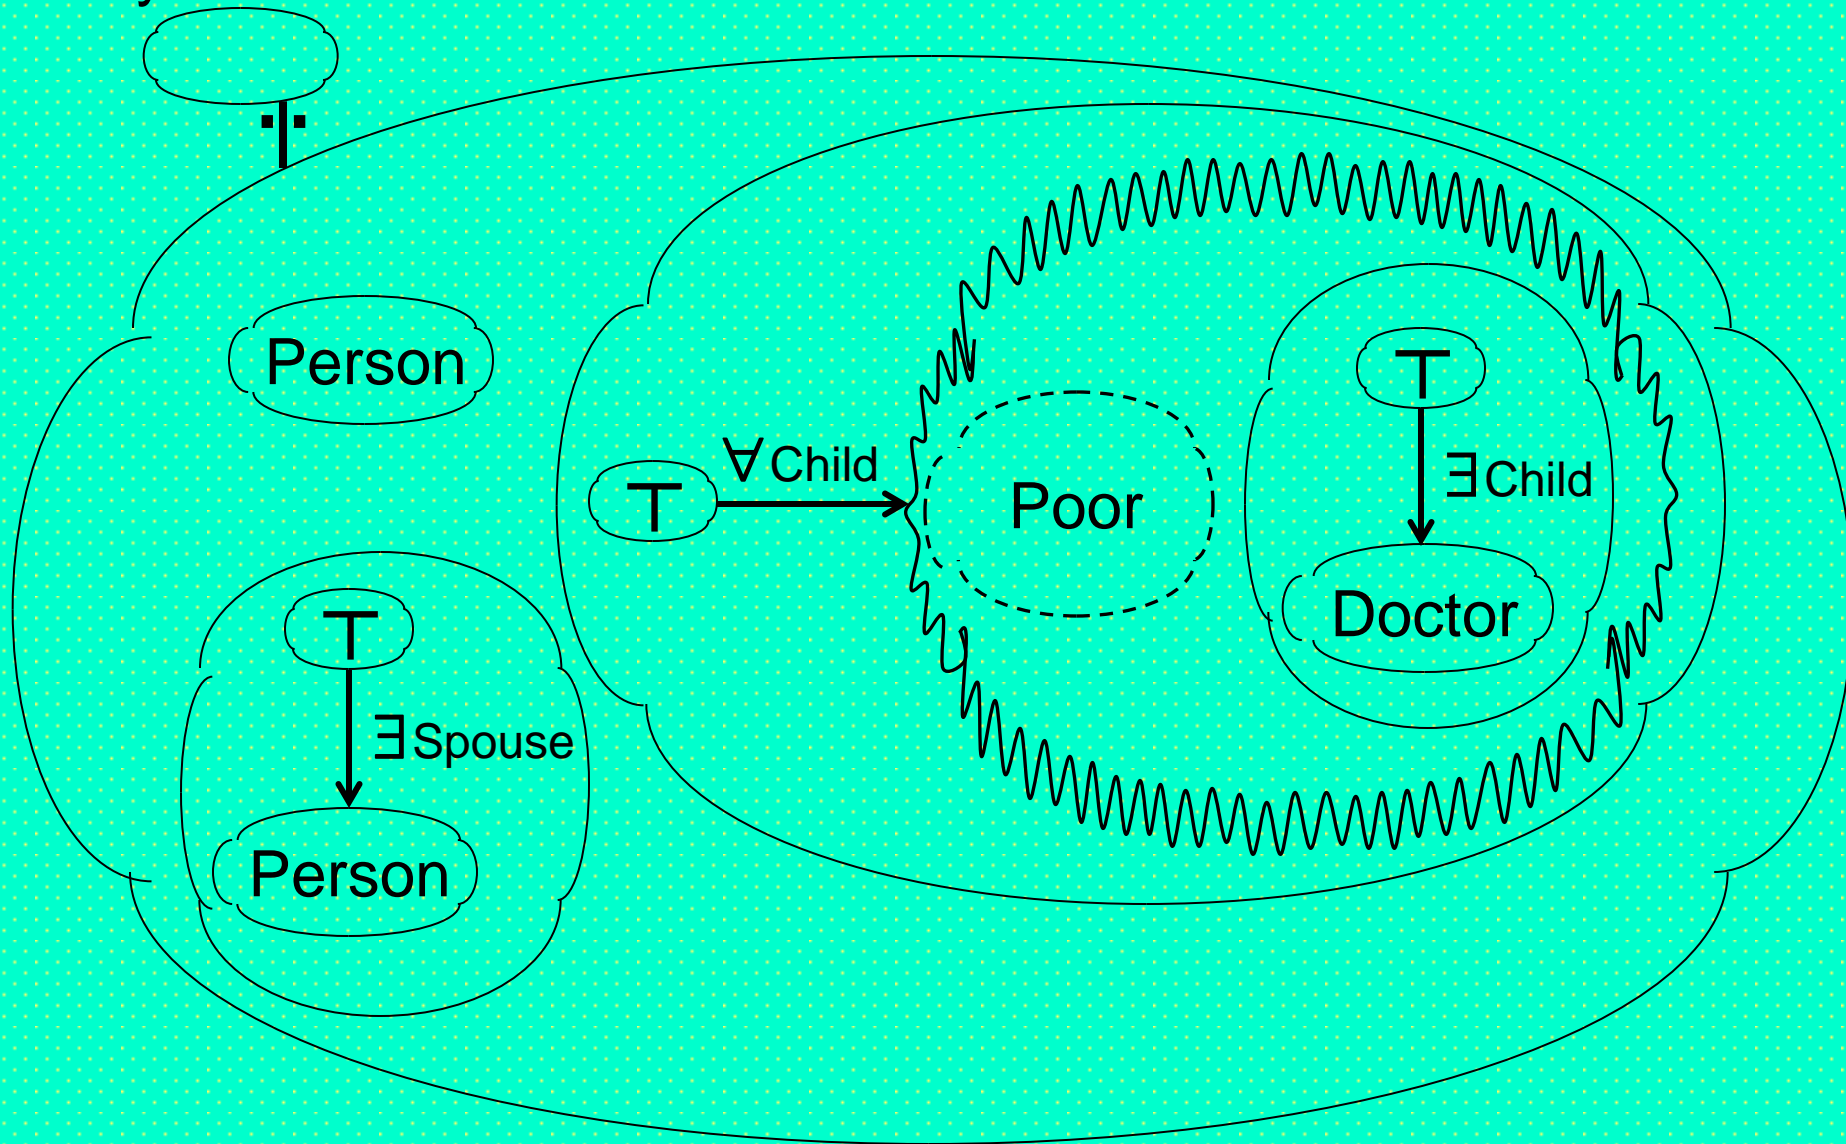 Person
T
∀Child
Poor
T
∃Child
Doctor
T
∃Spouse
Person